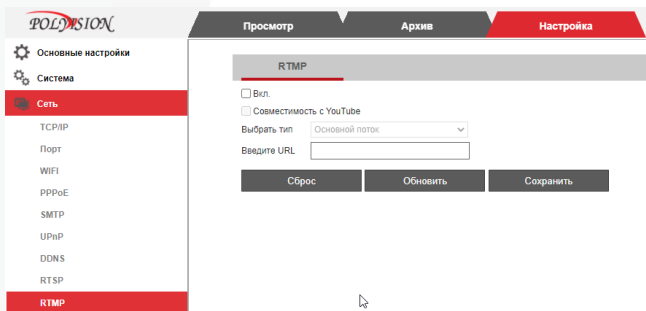 POLYVISION
Просмотр
Архив
Настройка
Основные настройки
Система
Сеть
TCP/IP
Порт
WIFI
PPPoE
SMTP
UPnP
DDNS
RTSP
RTMP
RTMP
Вкл.
Совместимость с YouTube
Выбрать тип Основной поток
Введите URL
Сброс Обновить Сохранить